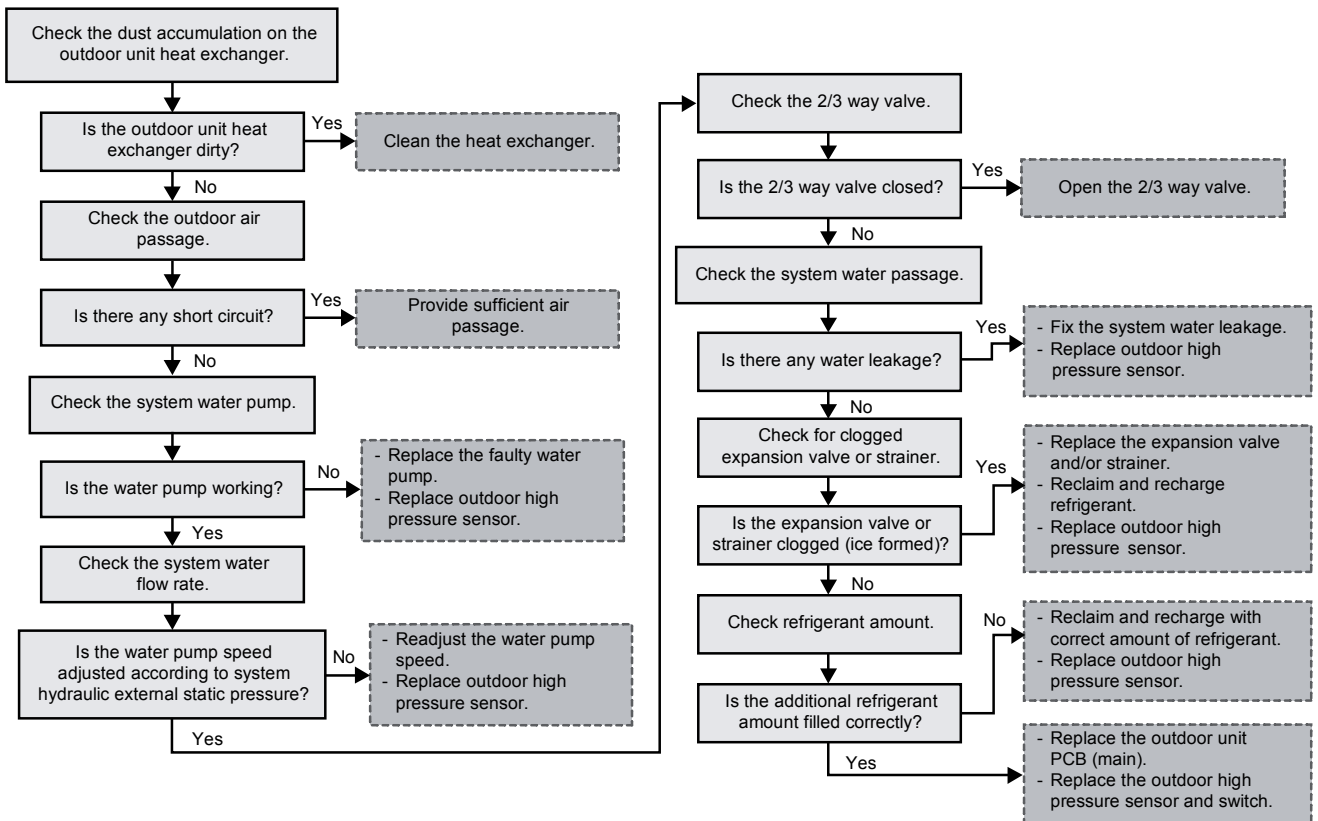 Check the dust accumulation on the
outdoor unit heat exchanger.
Is the outdoor unit heat
exchanger dirty?
Yes
Clean the heat exchanger.
No
Check the outdoor air
passage.
Is there any short circuit?
Yes
Provide sufficient air
passage.
No
Check the system water pump.
Is the water pump working?
No
- Replace the faulty water
pump.
- Replace outdoor high
pressure sensor.
Yes
Check the system water
flow rate.
Is the water pump speed
adjusted according to system
hydraulic external static pressure?
No
- Readjust the water pump
speed.
- Replace outdoor high
pressure sensor.
Yes
Check the 2/3 way valve.
Is the 2/3 way valve closed?
Yes
Open the 2/3 way valve.
No
Check the system water passage.
Is there any water leakage?
Yes
- Fix the system water leakage.
- Replace outdoor high
pressure sensor.
No
Check for clogged
expansion valve or strainer.
Is the expansion valve or
strainer clogged (ice formed)?
Yes
- Replace the expansion valve
and/or strainer.
- Reclaim and recharge
refrigerant.
- Replace outdoor high
pressure sensor.
No
Check refrigerant amount.
Is the additional refrigerant
amount filled correctly?
No
- Reclaim and recharge with
correct amount of refrigerant.
- Replace outdoor high
pressure sensor.
Yes
- Replace the outdoor unit
PCB (main).
- Replace the outdoor high
pressure sensor and switch.